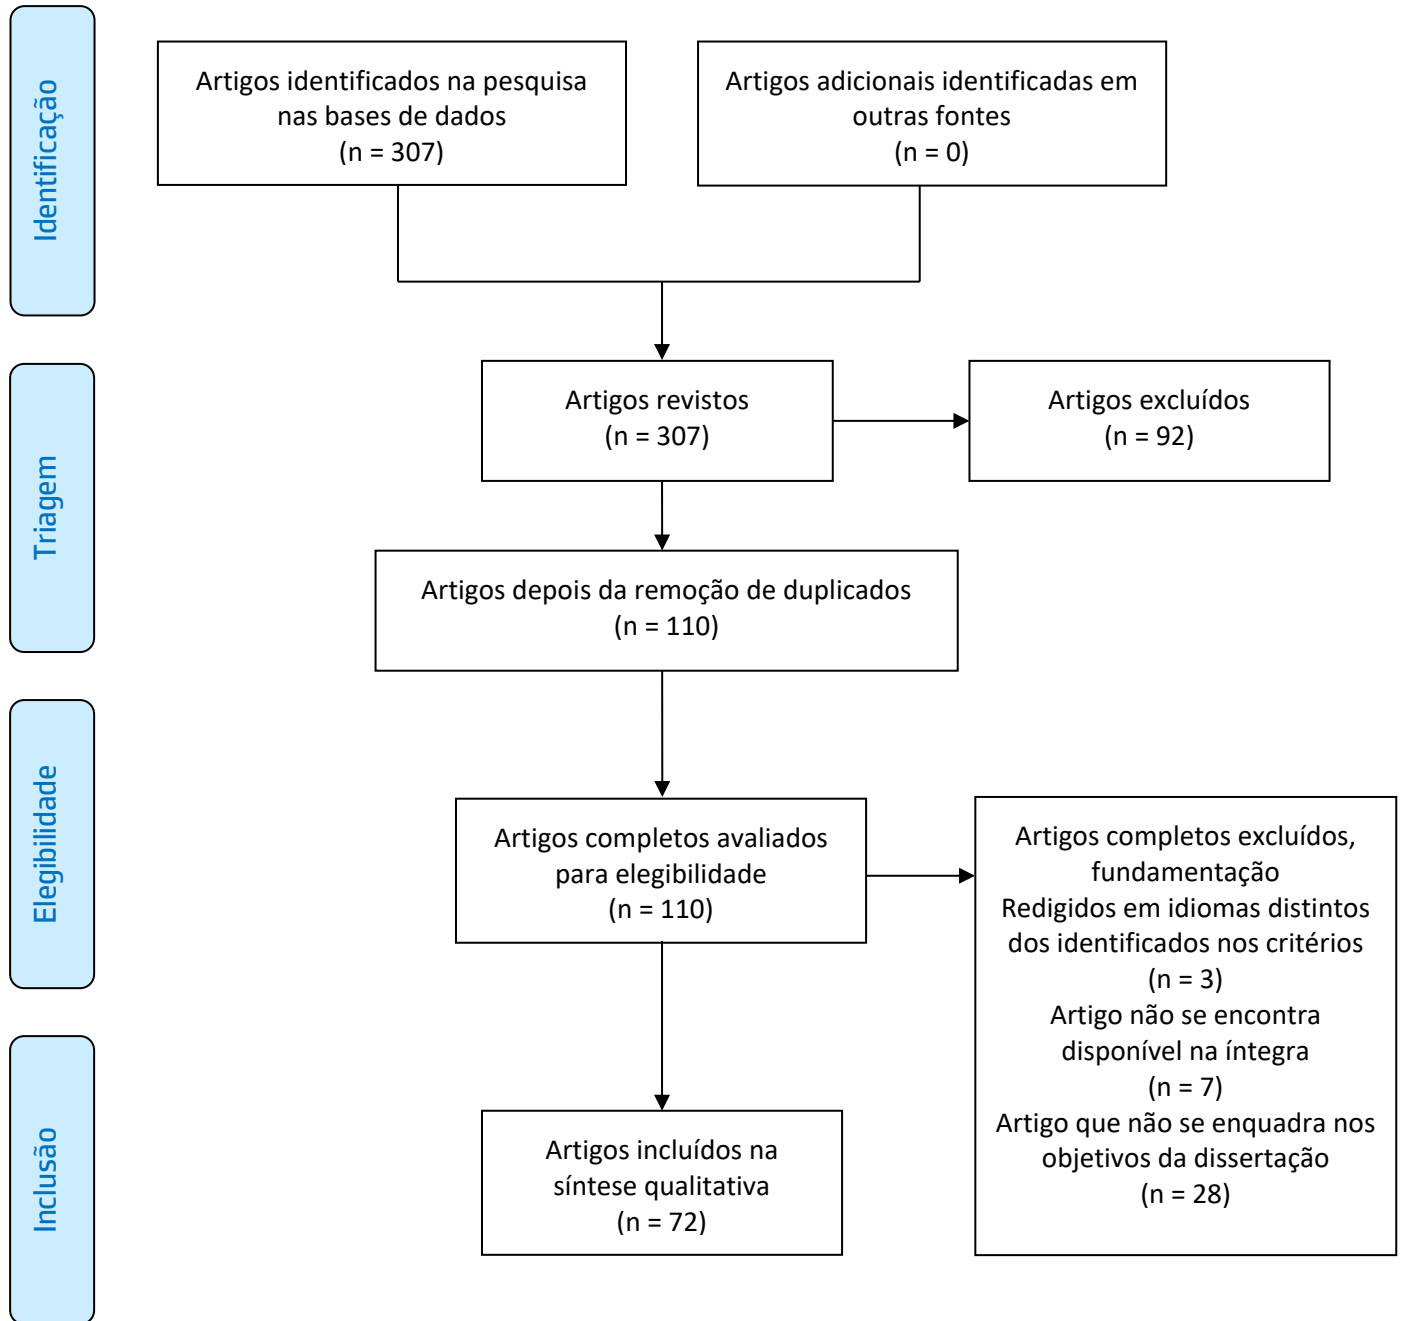 Identificação
Artigos identificados na pesquisa
nas bases de dados
(n = 307)
Artigos adicionais identificadas em
outras fontes
(n = 0)
Triagem
Artigos revistos
(n = 307)
Artigos excluídos
(n = 92)
Artigos depois da remoção de duplicados
(n = 110)
Elegibilidade
Artigos completos avaliados
para elegibilidade
(n = 110)
Artigos completos excluídos,
fundamentação
Redigidos em idiomas distintos
dos identificados nos critérios
(n = 3)
Artigo não se encontra
disponível na íntegra
(n = 7)
Artigo que não se enquadra nos
objetivos da dissertação
(n = 28)
Inclusão
Artigos incluídos na
síntese qualitativa
(n = 72)